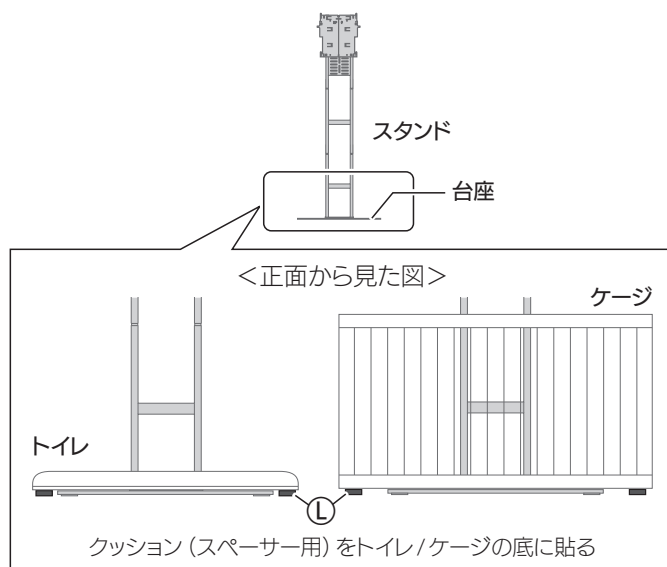 スタンド
台座
＜正面から見た図＞
ケージ
トイレ
Ⓛ
クッション（スペーサー用）をトイレ/ケージの底に貼る